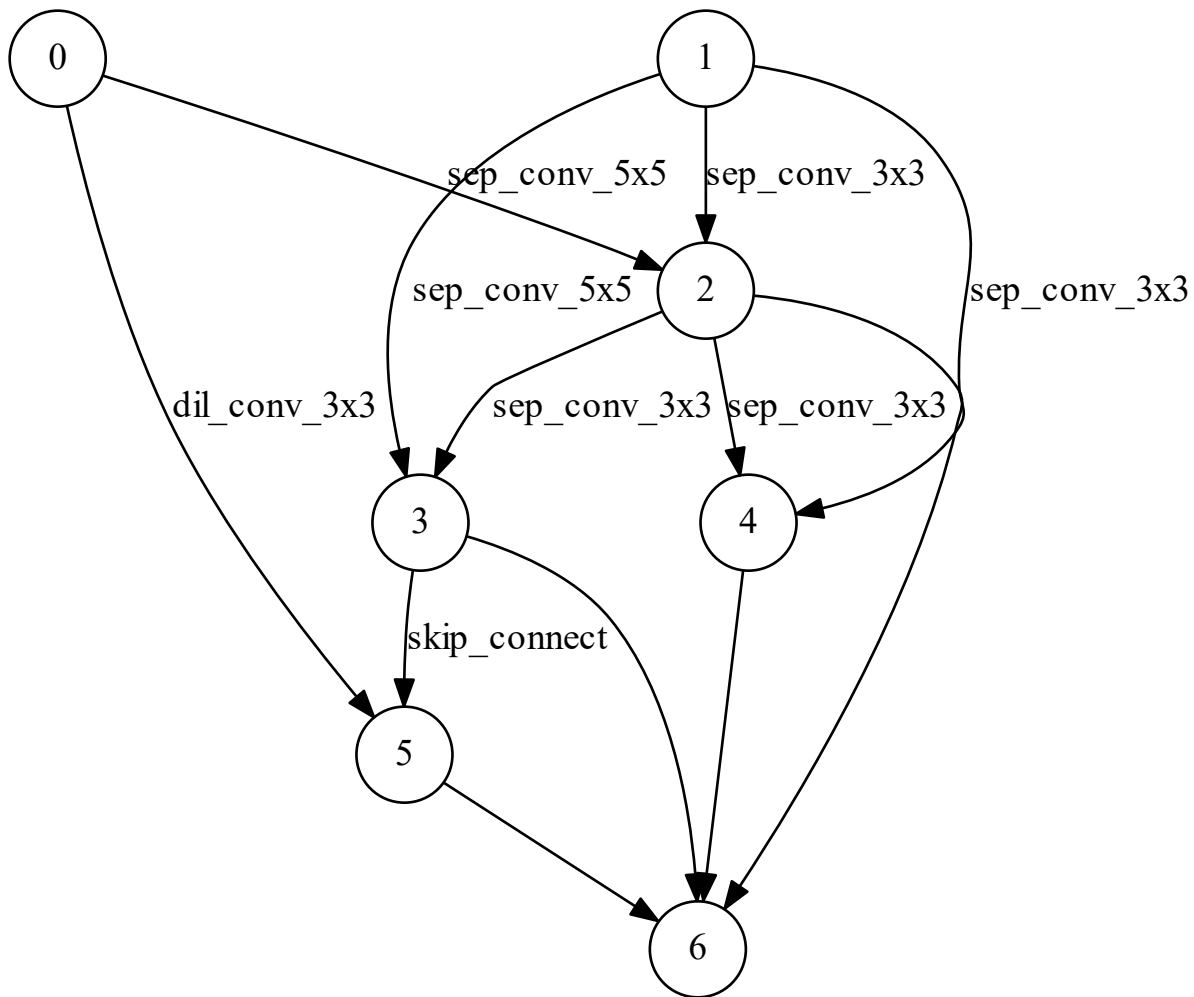 0
1
sep_conv_5x5
sep_conv_3x3
sep_conv_5x5
2
sep_conv_3x3
dil_conv_3x3
sep_conv_3x3
sep_conv_3x3
3
4
skip_connect
5
6